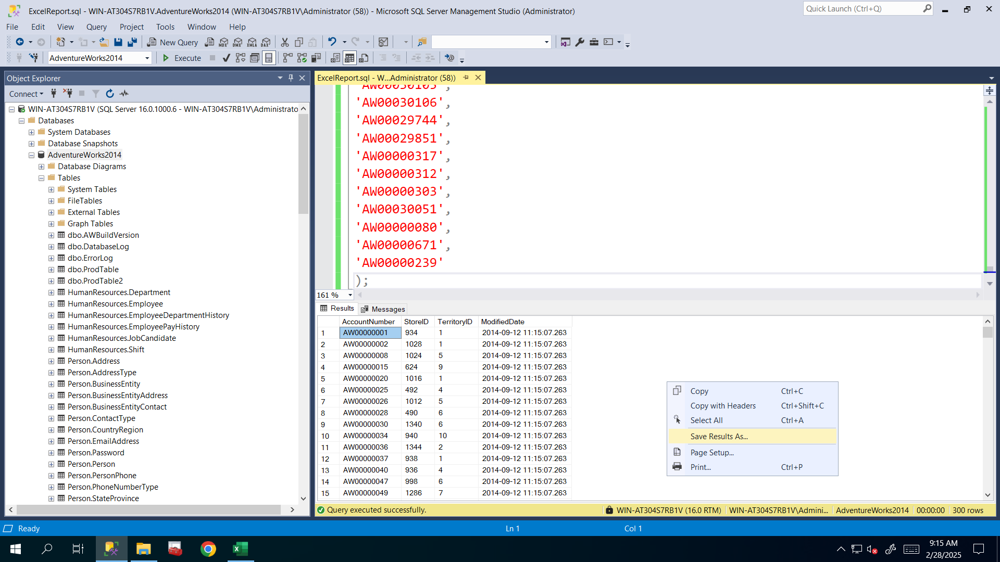 ExcelReport.sql - WIN-AT304S7RB1V.AdventureWorks2014 (WIN-AT304S7RB1V\Administrator (58)) - Microsoft SQL Server Management Studio (Administrator)
Quick Launch (Ctrl+Q)
File Edit View Query Project Tools Window Help
New Query MDX DMX XMLA DAX
AdventureWorks2014 Execute
Object Explorer
Connect
WIN-AT304S7RB1V (SQL Server 16.0.1000.6 - WIN-AT304S7RB1V\Administrato
Databases
System Databases
Database Snapshots
AdventureWorks2014
Database Diagrams
Tables
System Tables
FileTables
External Tables
Graph Tables
dbo.AWBuildVersion
dbo.DatabaseLog
dbo.ErrorLog
dbo.ProdTable
dbo.ProdTable2
HumanResources.Department
HumanResources.Employee
HumanResources.EmployeeDepartmentHistory
HumanResources.EmployeePayHistory
HumanResources.JobCandidate
HumanResources.Shift
Person.Address
Person.AddressType
Person.BusinessEntity
Person.BusinessEntityAddress
Person.BusinessEntityContact
Person.ContactType
Person.CountryRegion
Person.EmailAddress
Person.Password
Person.Person
Person.PersonPhone
Person.PhoneNumberType
Person.StateProvince
ExcelReport.sql - W...Administrator (58))
'AW00030105',
'AW00030106',
'AW00029744',
'AW00029851',
'AW00000317',
'AW00000312',
'AW00000303',
'AW00030051',
'AW00000080',
'AW00000671',
'AW00000239'
);
161 %
Results Messages
AccountNumber StoreID TerritoryID ModifiedDate
1 AW00000001 934 1 2014-09-12 11:15:07.263
2 AW00000002 1028 1 2014-09-12 11:15:07.263
3 AW00000008 1024 5 2014-09-12 11:15:07.263
4 AW00000015 624 9 2014-09-12 11:15:07.263
5 AW00000020 1016 1 2014-09-12 11:15:07.263
6 AW00000025 492 4 2014-09-12 11:15:07.263
7 AW00000026 1012 5 2014-09-12 11:15:07.263
8 AW00000028 490 6 2014-09-12 11:15:07.263
9 AW00000030 1340 6 2014-09-12 11:15:07.263
10 AW00000034 940 10 2014-09-12 11:15:07.263
11 AW00000036 1344 2 2014-09-12 11:15:07.263
12 AW00000037 938 1 2014-09-12 11:15:07.263
13 AW00000040 936 4 2014-09-12 11:15:07.263
14 AW00000047 998 6 2014-09-12 11:15:07.263
15 AW00000049 1286 7 2014-09-12 11:15:07.263
Copy Ctrl+C
Copy with Headers Ctrl+Shift+C
Select All Ctrl+A
Save Results As...
Page Setup...
Print... Ctrl+P
Query executed successfully. WIN-AT304S7RB1V (16.0 RTM) WIN-AT304S7RB1V\Admini... AdventureWorks2014 00:00:00 300 rows
Ready Ln 1 Col 1
9:15 AM
2/28/2025